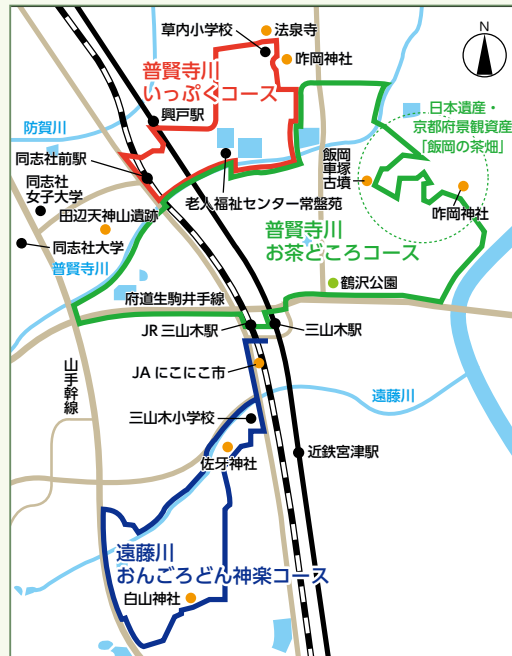 草内小学校
法泉寺
N
咋岡神社
普賢寺川
いっぷくコース
興戸駅
日本遺産・
京都府景観資産
「飯岡の茶畑」
防賀川
飯岡
車塚
古墳
同志社前駅
同志社
女子大学
老人福祉センター常盤苑
咋岡神社
田辺天神山遺跡
普賢寺川
お茶どころコース
同志社大学
普賢寺川
鶴沢公園
府道生駒井手線
JR 三山木駅
三山木駅
山手幹線
JA にこにこ市
遠藤川
三山木小学校
近鉄宮津駅
佐牙神社
遠藤川
おんごろどん神楽コース
白山神社